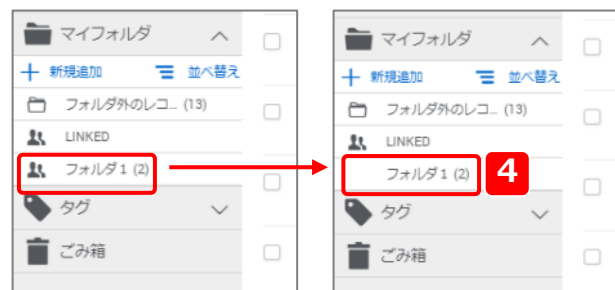 マイフォルダ
新規追加 並べ替え
フォルダ外のレコ... (13)
LINKED
フォルダ1 (2)
タグ
ごみ箱
マイフォルダ
新規追加 並べ替え
フォルダ外のレコ... (13)
LINKED
フォルダ1 (2) 4
タグ
ごみ箱